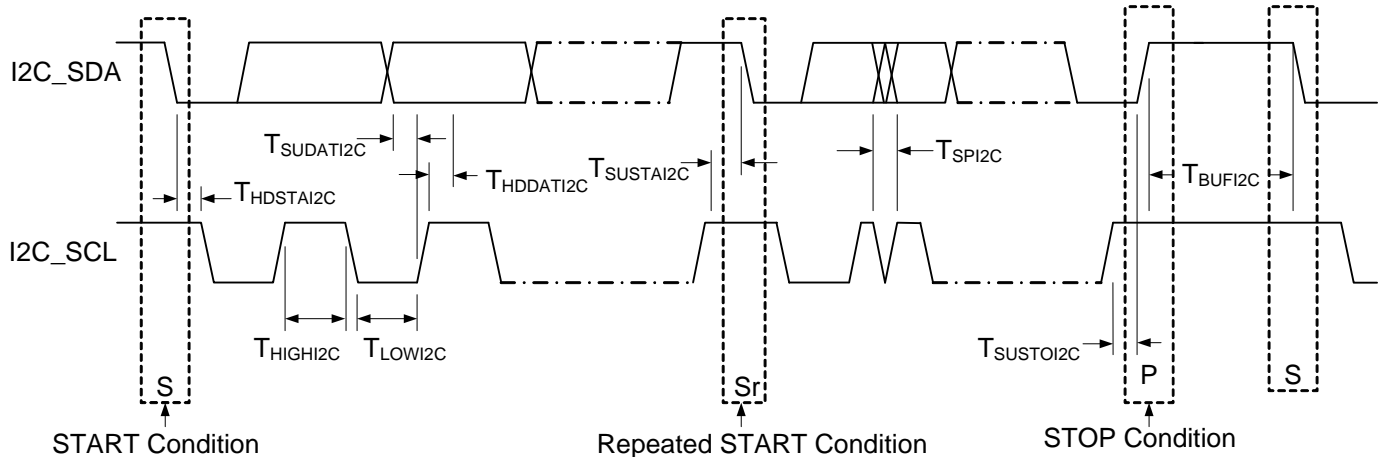 I2C_SDA
TSUDATI2C
THDSTAI2C
THDDATI2C
TSUSTAI2C
TSPI2C
TBUFI2C
I2C_SCL
THIGHI2C
TLOWI2C
TSUSTOI2C
S
Sr
P
S
START Condition
Repeated START Condition
STOP Condition